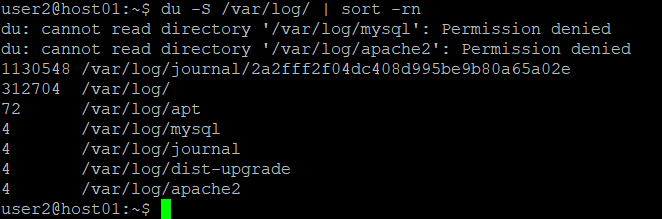 user2@host01:~$ du -S /var/log/ | sort -rn
du: cannot read directory '/var/log/mysql': Permission denied
du: cannot read directory '/var/log/apache2': Permission denied
1130548 /var/log/journal/2a2fff2f04dc408d995be9b80a65a02e
312704  /var/log/
72      /var/log/apt
4       /var/log/mysql
4       /var/log/journal
4       /var/log/dist-upgrade
4       /var/log/apache2
user2@host01:~$